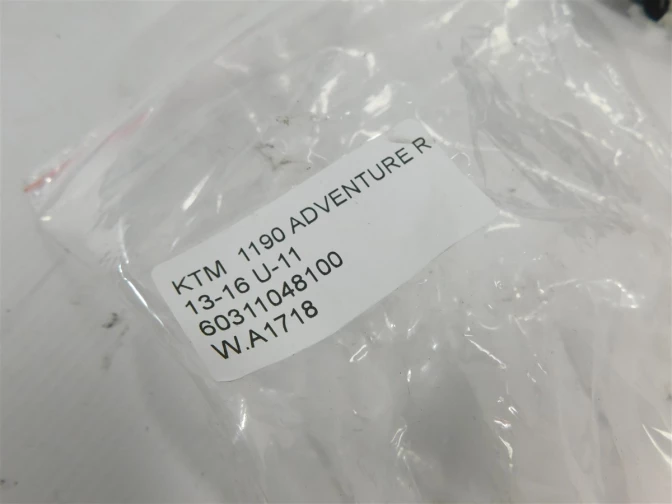 KTM 1190 ADVENTURE R
13-16 U-11
60311048100
W.A1718